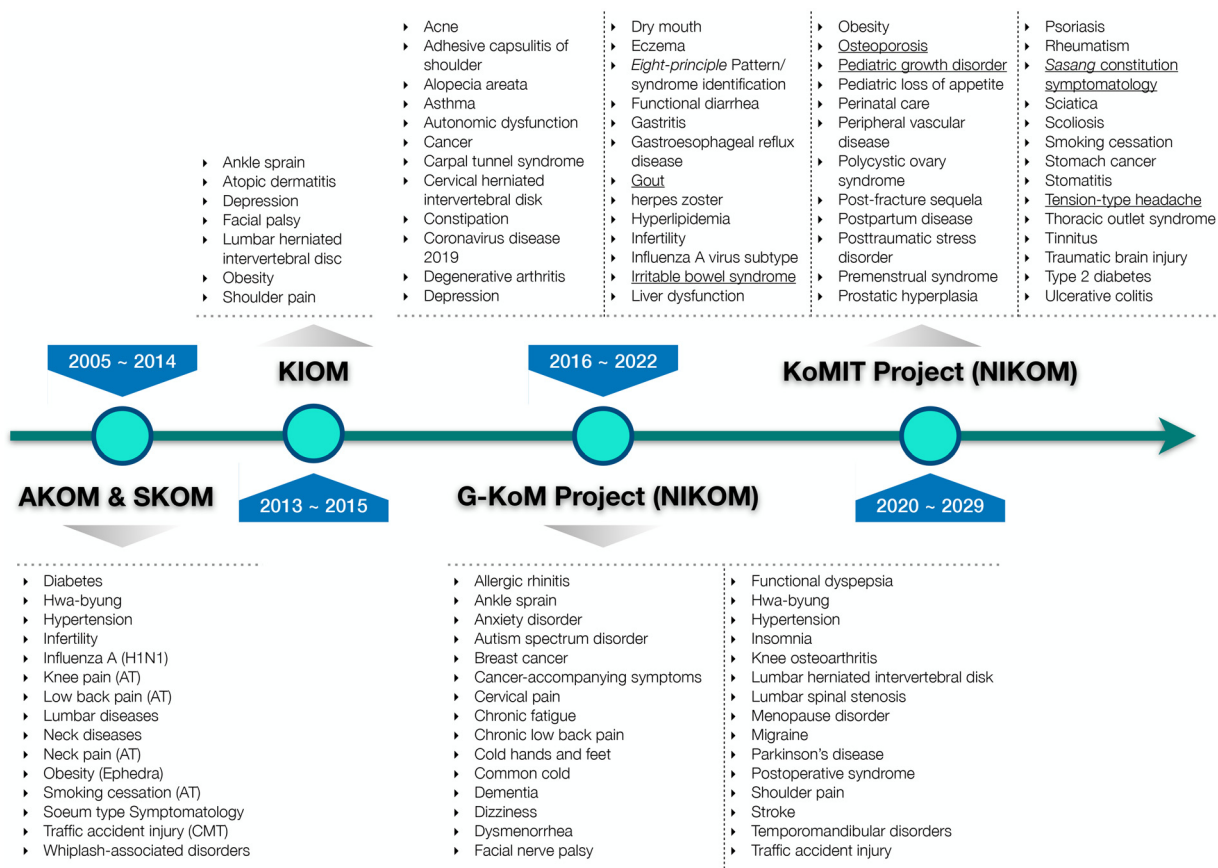 Ankle sprain
Atopic dermatitis
Depression
Facial palsy
Lumbar herniated
intervertebral disc
Obesity
Shoulder pain
Acne
Adhesive capsulitis of
shoulder
Alopecia areata
Asthma
Autonomic dysfunction
Cancer
Carpal tunnel syndrome
Cervical herniated
intervertebral disk
Constipation
Coronavirus disease
2019
Degenerative arthritis
Depression
Dry mouth
Eczema
Eight-principle Pattern/
syndrome identification
Functional diarrhea
Gastritis
Gastroesophageal reflux
disease
Gout
herpes zoster
Hyperlipidemia
Infertility
Influenza A virus subtype
Irritable bowel syndrome
Liver dysfunction
Obesity
Osteoporosis
Pediatric growth disorder
Pediatric loss of appetite
Perinatal care
Peripheral vascular
disease
Polycystic ovary
syndrome
Post-fracture sequela
Postpartum disease
Posttraumatic stress
disorder
Premenstrual syndrome
Prostatic hyperplasia
Psoriasis
Rheumatism
Sasang constitution
symptomatology
Sciatica
Scoliosis
Smoking cessation
Stomach cancer
Stomatitis
Tension-type headache
Thoracic outlet syndrome
Tinnitus
Traumatic brain injury
Type 2 diabetes
Ulcerative colitis
2005 ~ 2014
KIOM
2016 ~ 2022
KoMIT Project (NIKOM)
AKOM & SKOM
2013 ~ 2015
G-KoM Project (NIKOM)
2020 ~ 2029
Diabetes
Hwa-byung
Hypertension
Infertility
Influenza A (H1N1)
Knee pain (AT)
Low back pain (AT)
Lumbar diseases
Neck diseases
Neck pain (AT)
Obesity (Ephedra)
Smoking cessation (AT)
Soeum type Symptomatology
Traffic accident injury (CMT)
Whiplash-associated disorders
Allergic rhinitis
Ankle sprain
Anxiety disorder
Autism spectrum disorder
Breast cancer
Cancer-accompanying symptoms
Cervical pain
Chronic fatigue
Chronic low back pain
Cold hands and feet
Common cold
Dementia
Dizziness
Dysmenorrhea
Facial nerve palsy
Functional dyspepsia
Hwa-byung
Hypertension
Insomnia
Knee osteoarthritis
Lumbar herniated intervertebral disk
Lumbar spinal stenosis
Menopause disorder
Migraine
Parkinson's disease
Postoperative syndrome
Shoulder pain
Stroke
Temporomandibular disorders
Traffic accident injury